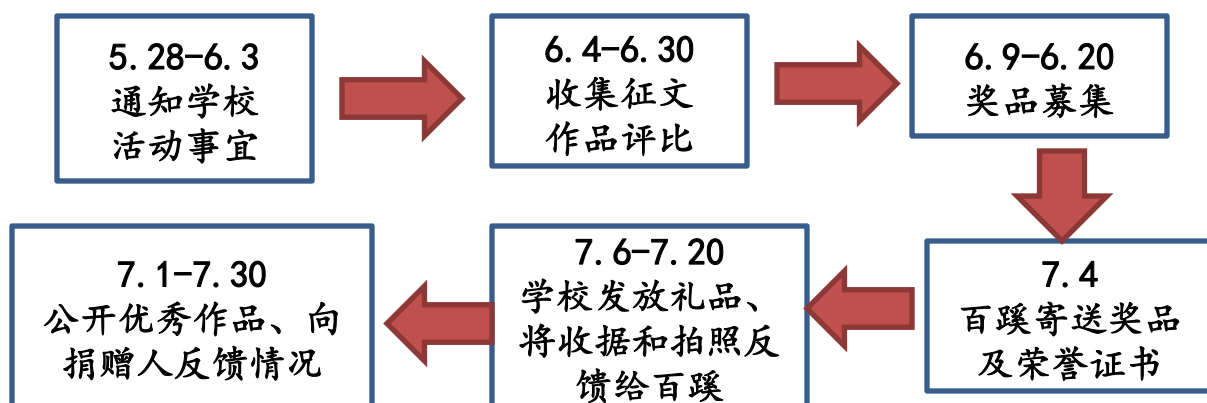 5.28-6.3
通知学校
活动事宜
6.4-6.30
收集征文
作品评比
6.9-6.20
奖品募集
7.4
百蹊寄送奖品
及荣誉证书
7.6-7.20
学校发放礼品、
将收据和拍照反
馈给百蹊
7.1-7.30
公开优秀作品、向
捐赠人反馈情况